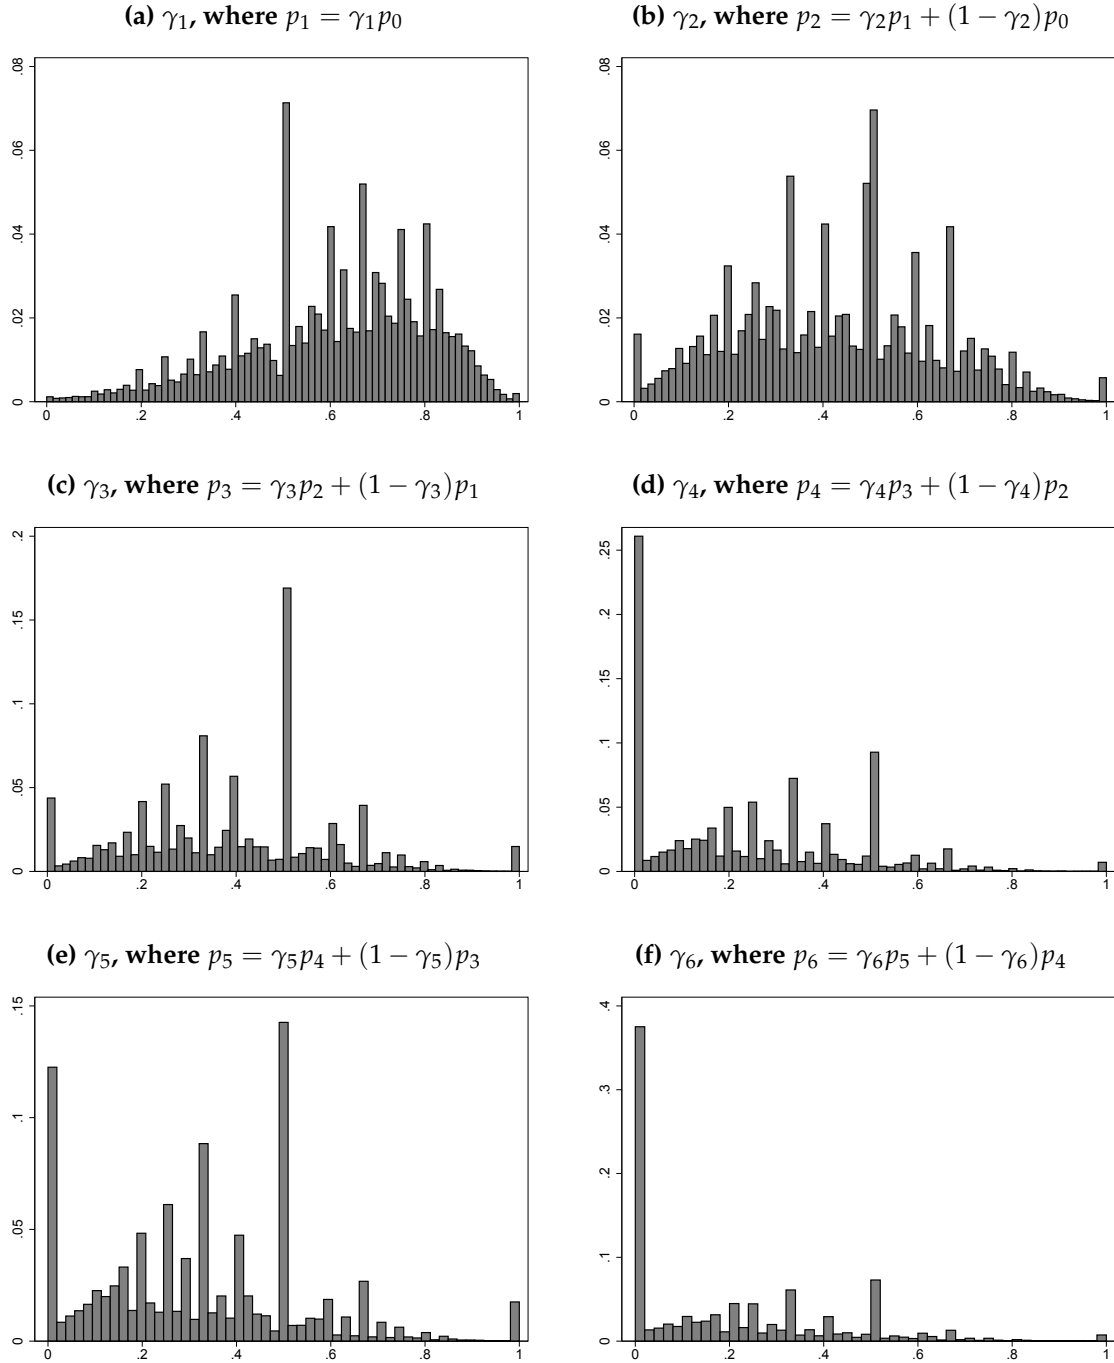 (a) γ₁, where p₁ = γ₁p₀
.08
.06
.04
.02
0
0 .2 .4 .6 .8 1
(b) γ₂, where p₂ = γ₂p₁ + (1 − γ₂)p₀
.08
.06
.04
.02
0
0 .2 .4 .6 .8 1
(c) γ₃, where p₃ = γ₃p₂ + (1 − γ₃)p₁
.2
.15
.1
.05
0
0 .2 .4 .6 .8 1
(d) γ₄, where p₄ = γ₄p₃ + (1 − γ₄)p₂
.25
.2
.15
.1
.05
0
0 .2 .4 .6 .8 1
(e) γ₅, where p₅ = γ₅p₄ + (1 − γ₅)p₃
.15
.1
.05
0
0 .2 .4 .6 .8 1
(f) γ₆, where p₆ = γ₆p₅ + (1 − γ₆)p₄
.4
.3
.2
.1
0
0 .2 .4 .6 .8 1